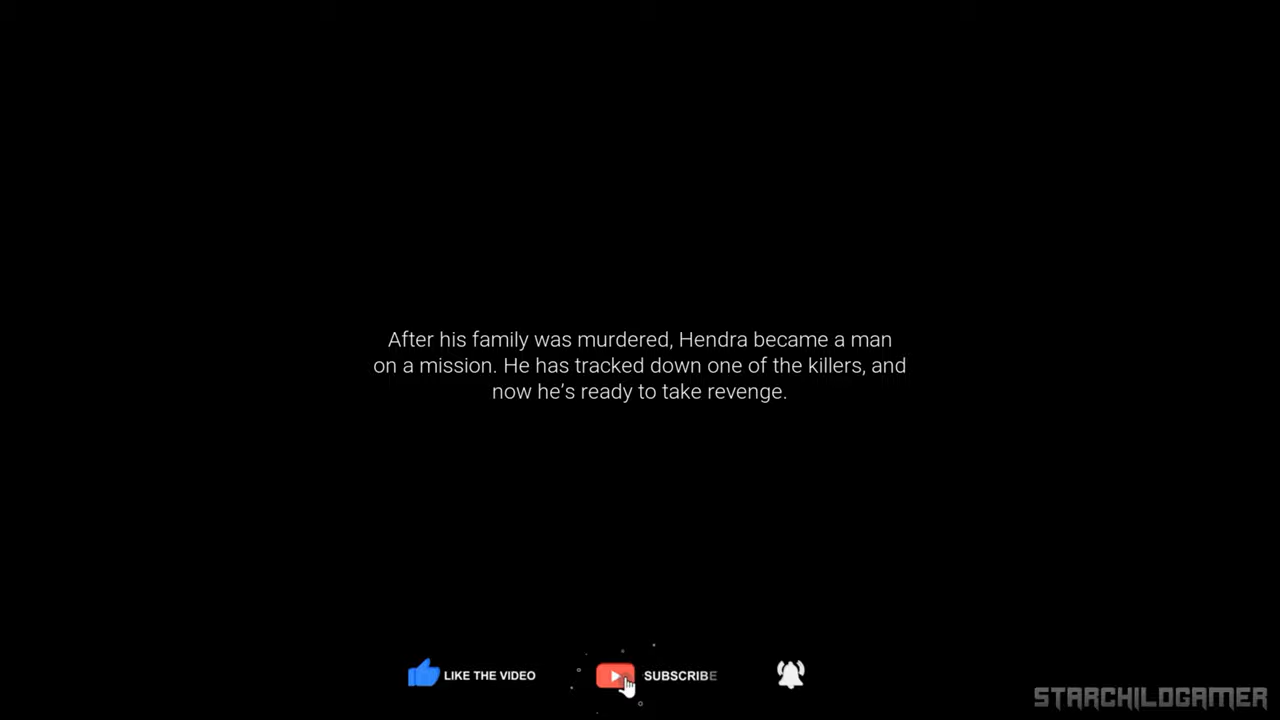 After his family was murdered, Hendra became a man
on a mission. He has tracked down one of the killers, and
now he’s ready to take revenge.
LIKE THE VIDEO
SUBSCRIBE
STARCHILOGAMER